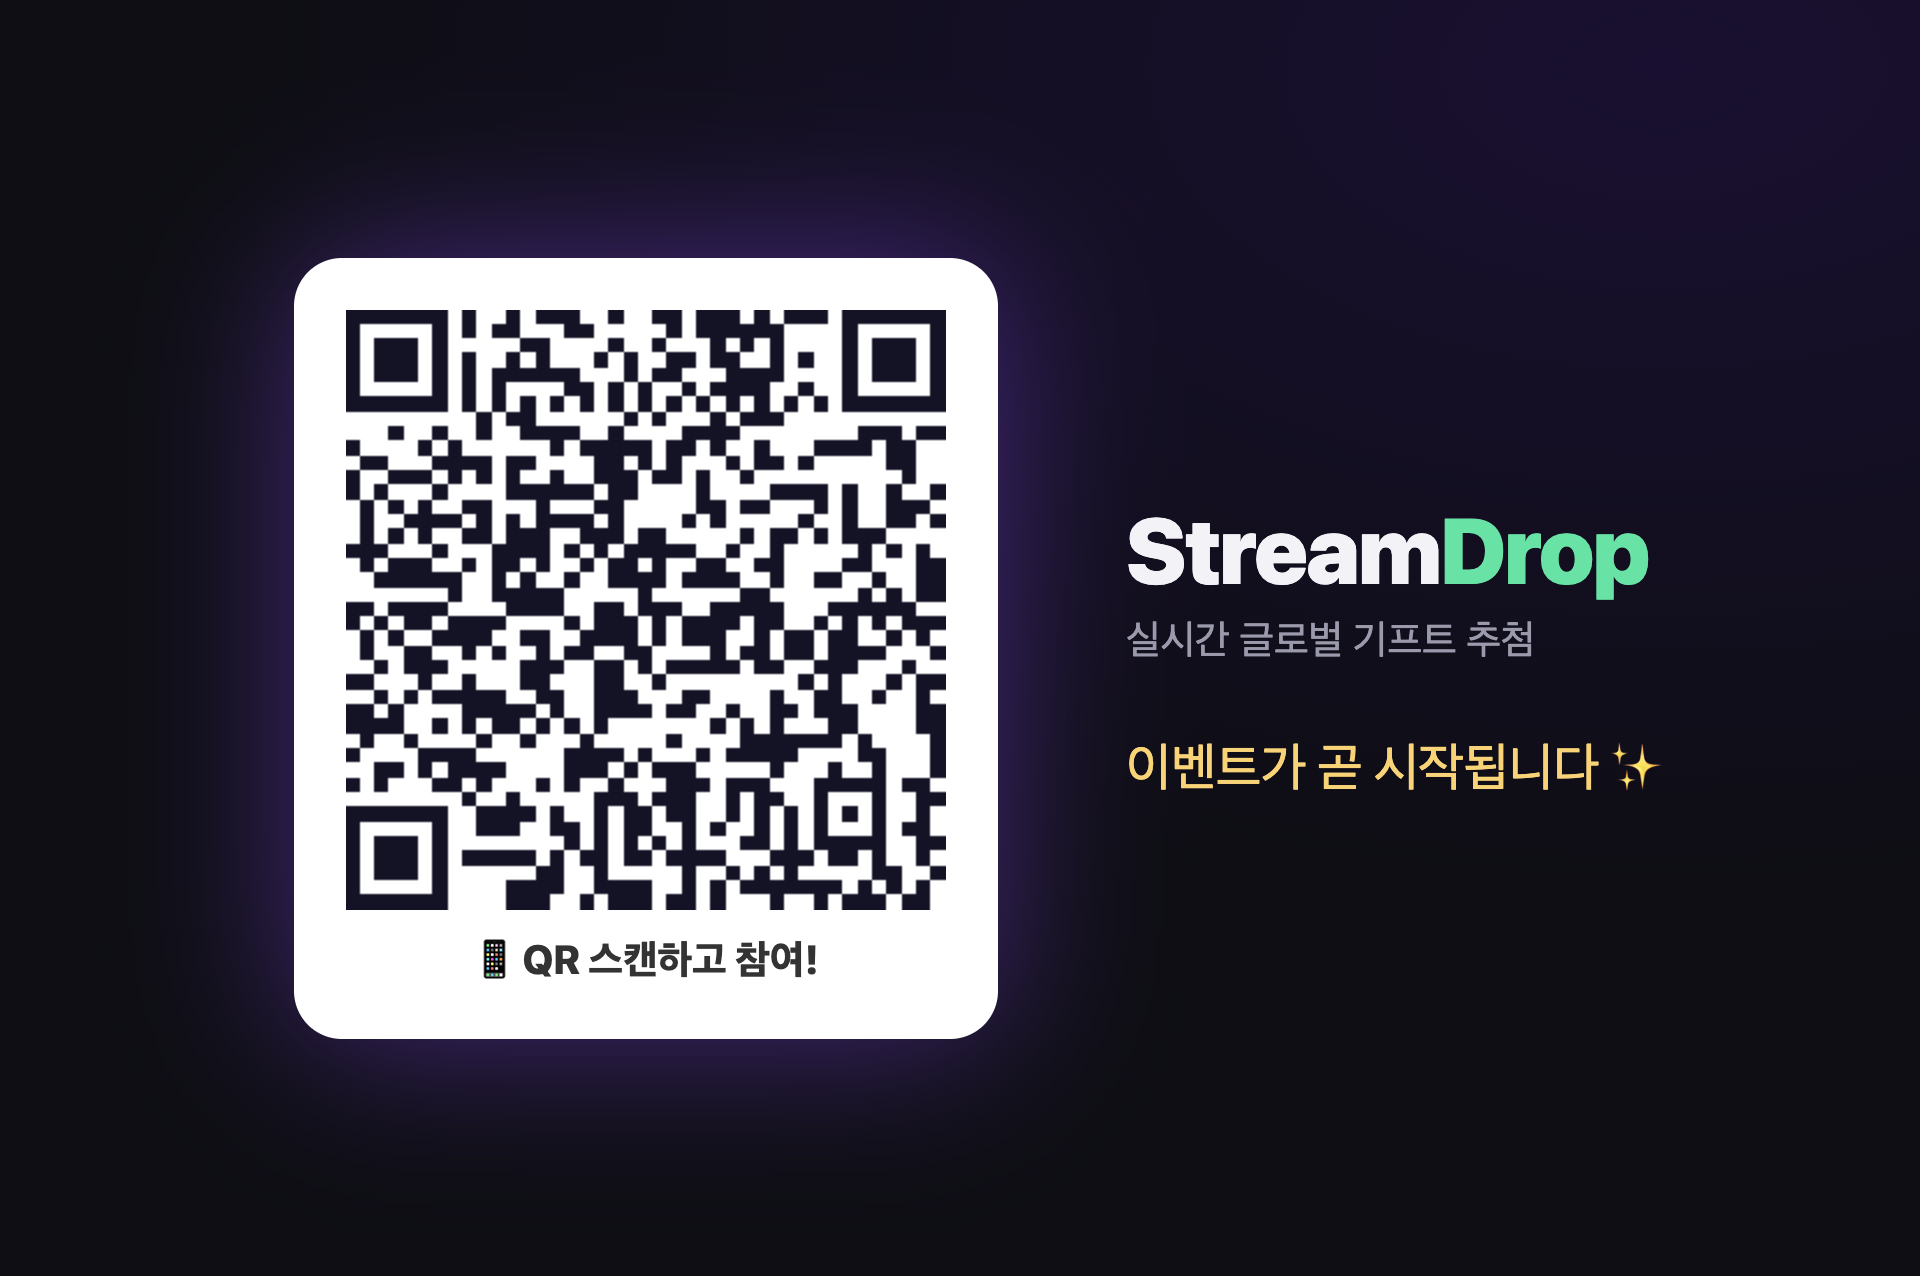 StreamDrop
실시간 글로벌 기프트 추첨
이벤트가 곧 시작됩니다 ✨
📱 QR 스캔하고 참여!